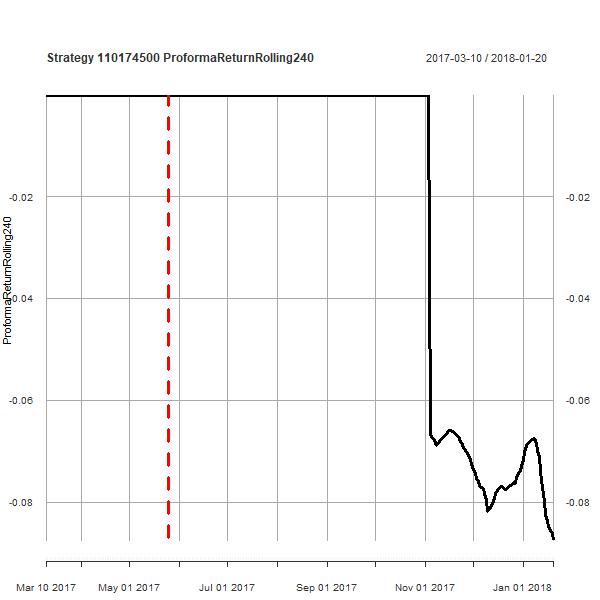 Strategy 110174500 ProformaReturnRolling240
2017-03-10 / 2018-01-20
ProformaReturnRolling240
-0.02
-0.02
-0.04
-0.04
-0.06
-0.06
-0.08
-0.08
Mar 10 2017
May 01 2017
Jul 01 2017
Sep 01 2017
Nov 01 2017
Jan 01 2018